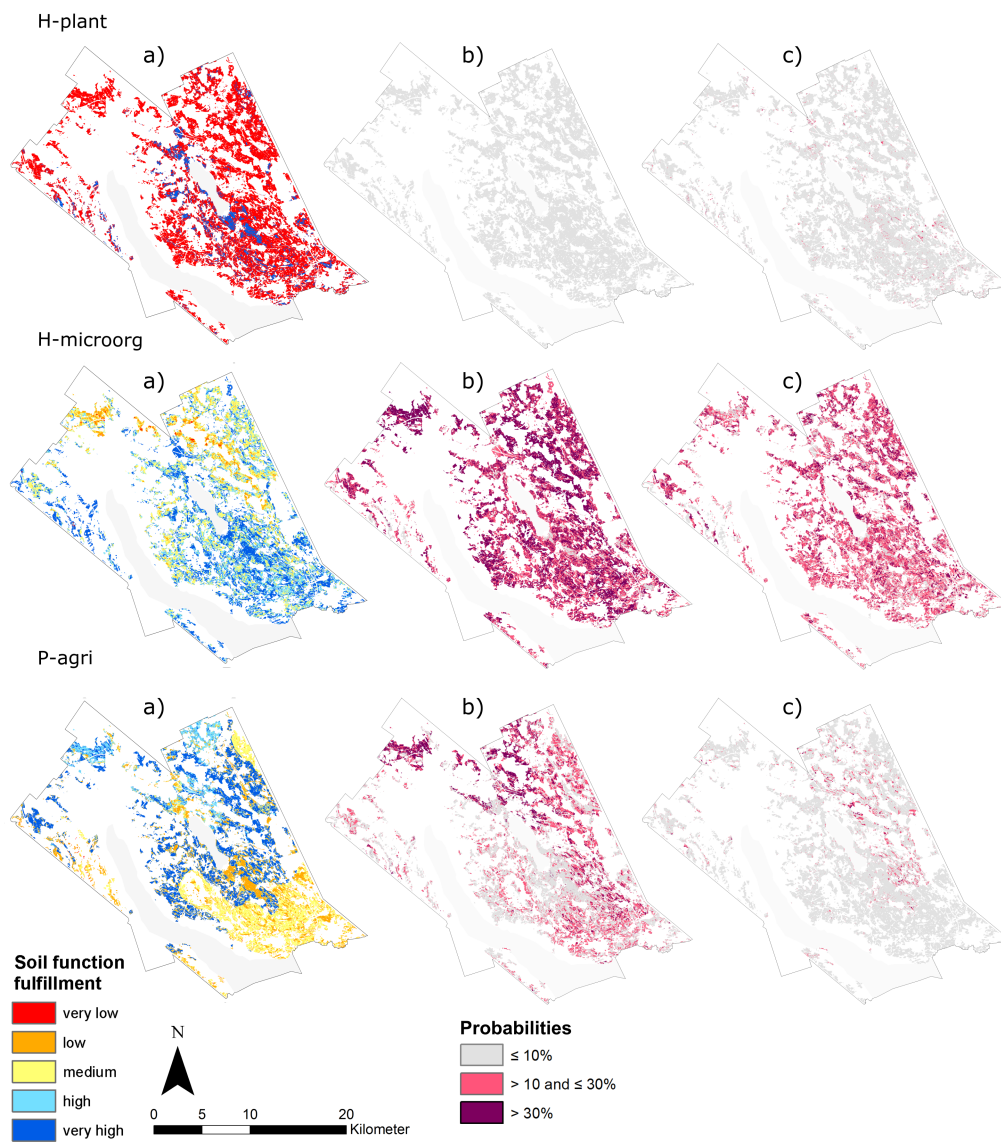 H-plant
a)
b)
c)
H-microorg
a)
b)
c)
P-agri
a)
b)
c)
Soil function
fulfillment
very low
low
medium
high
very high
N
0 5 10 20
Kilometer
Probabilities
≤ 10%
> 10 and ≤ 30%
> 30%